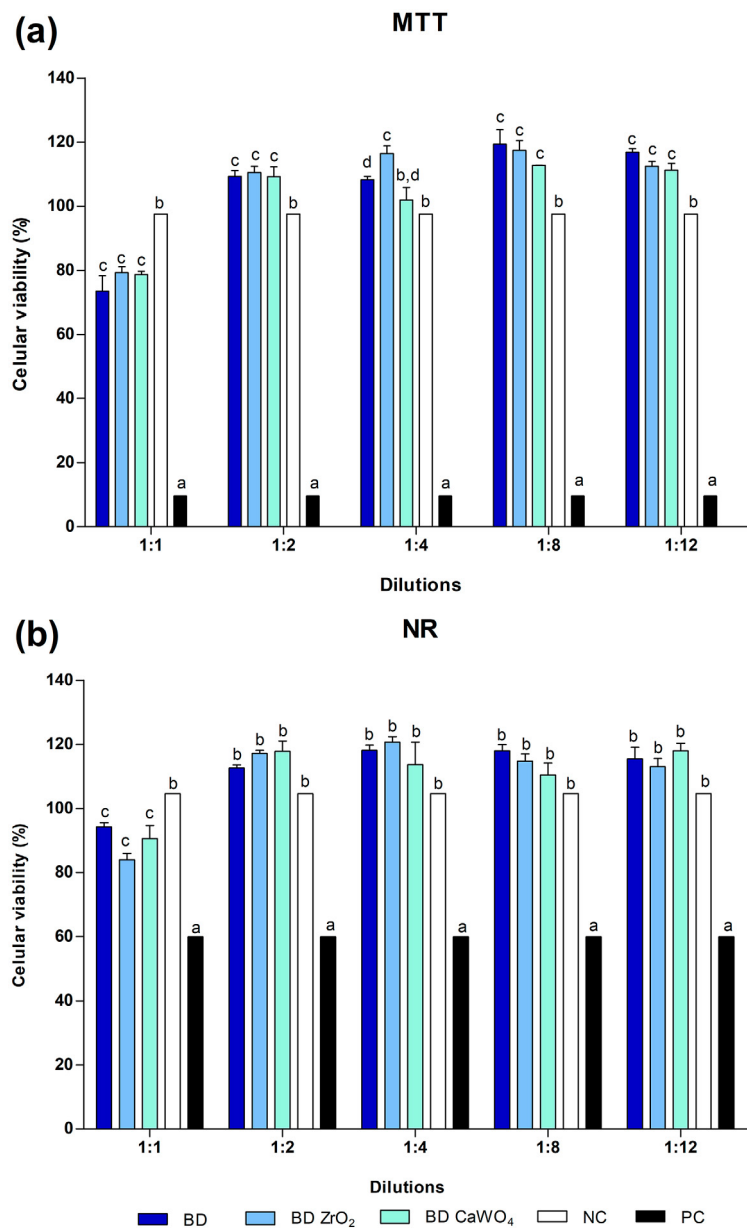 (a)
MTT
Celular viability (%)
140
120
100
80
60
40
20
0
c c c b a
c c c b a
d c b,d b a
c c c b a
c c c b a
1:1 1:2 1:4 1:8 1:12
Dilutions
(b)
NR
Celular viability (%)
140
120
100
80
60
40
20
0
c c c b a
b b b b a
b b b b a
b b b b a
b b b b a
1:1 1:2 1:4 1:8 1:12
Dilutions
BD BD ZrO₂ BD CaWO₄ NC PC